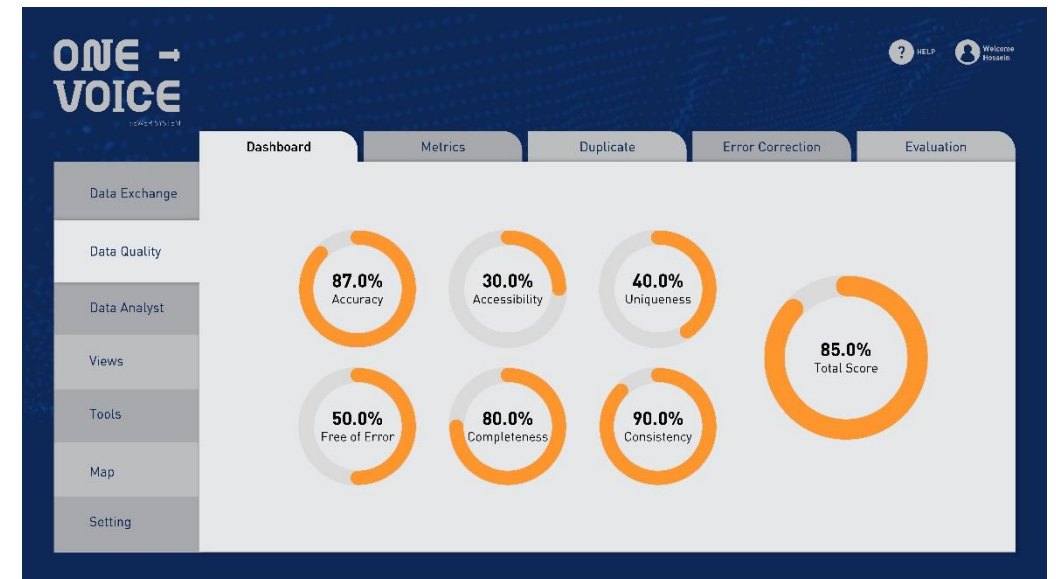 ONE -
VOICE
SEWER SYSTEM
? HELP
Welcome
Hossein
Dashboard
Metrics
Duplicate
Error Correction
Evaluation
Data Exchange
Data Quality
Data Analyst
Views
Tools
Map
Setting
87.0%
Accuracy
30.0%
Accessibility
40.0%
Uniqueness
50.0%
Free of Error
80.0%
Completeness
90.0%
Consistency
85.0%
Total Score